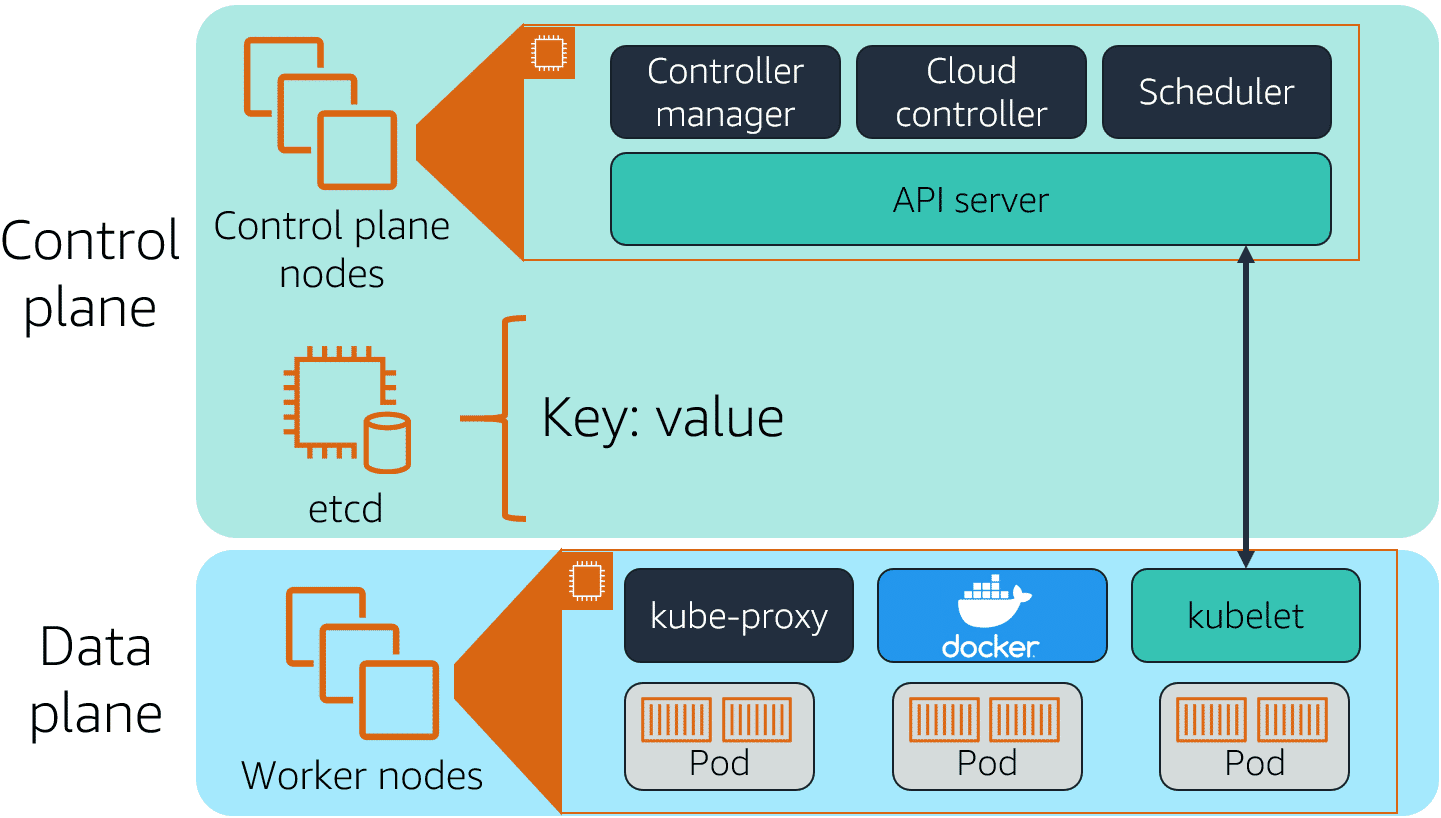 Control
plane
Control plane
nodes
Controller
manager
Cloud
controller
Scheduler
API server
etcd
Key: value
Data
plane
Worker nodes
kube-proxy
docker
kubelet
Pod
Pod
Pod